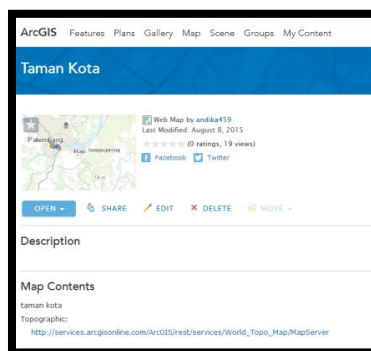 ArcGIS Features Plans Gallery Map Scene Groups My Content
Taman Kota
Palembang
Web Map by andika459
Last Modified: August 8, 2015
(0 ratings, 19 views)
Facebook Twitter
OPEN SHARE EDIT DELETE MOVE
Description
Map Contents
taman kota
Topographic:
http://services.arcgisonline.com/ArcGIS/rest/services/World_Topo_Map/MapServer